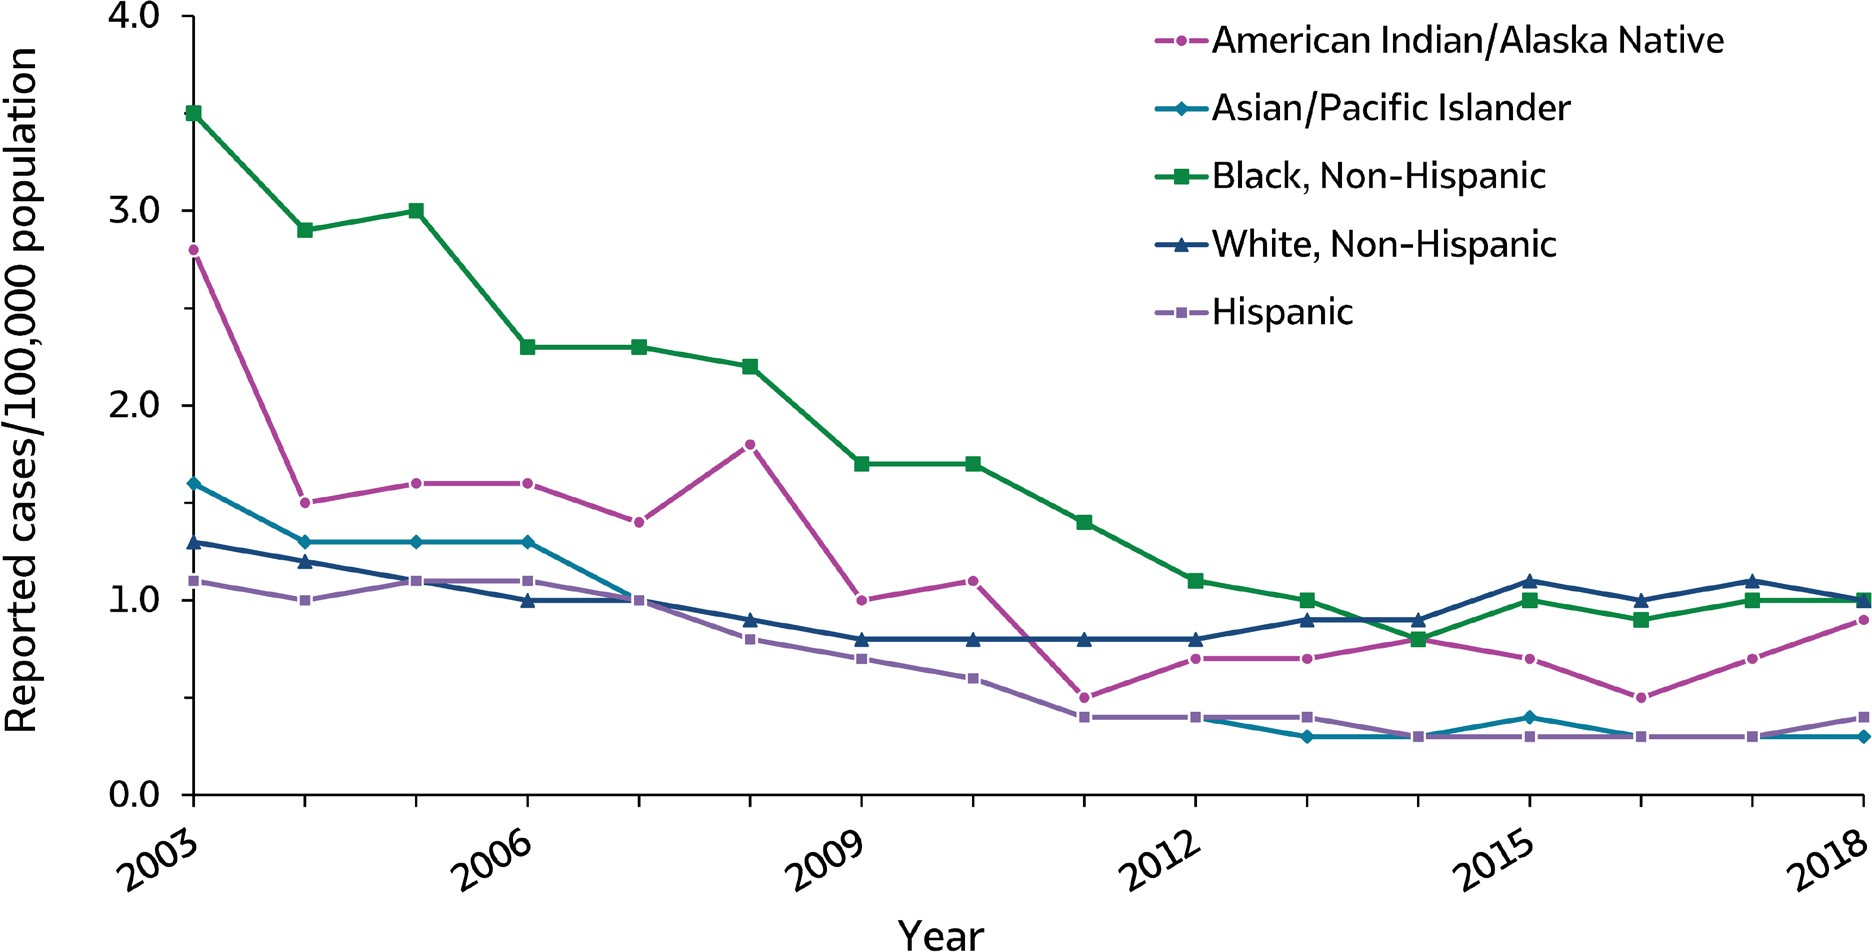 Reported cases/100,000 population
4.0
3.0
2.0
1.0
0.0
American Indian/Alaska Native
Asian/Pacific Islander
Black, Non-Hispanic
White, Non-Hispanic
Hispanic
2003
2006
2009
2012
2015
2018
Year